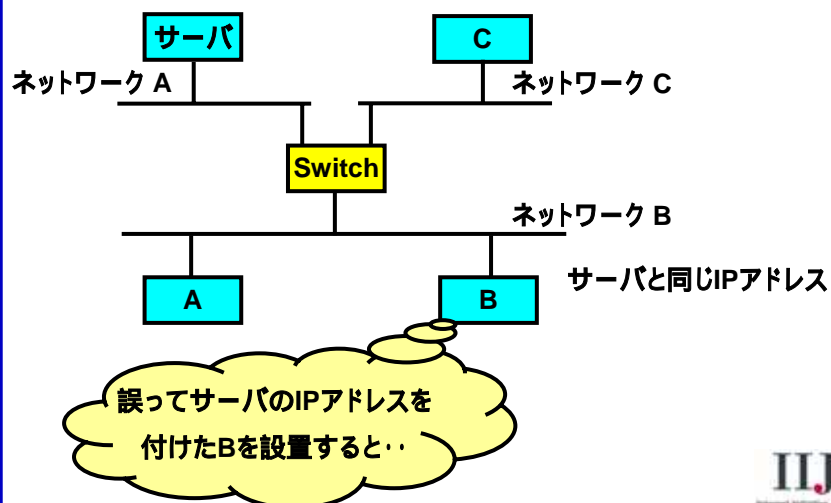 サーバ
C
ネットワーク A
ネットワーク C
Switch
ネットワーク B
A
B
サーバと同じIPアドレス
誤ってサーバのIPアドレスを
付けたBを設置すると‥
IIJ